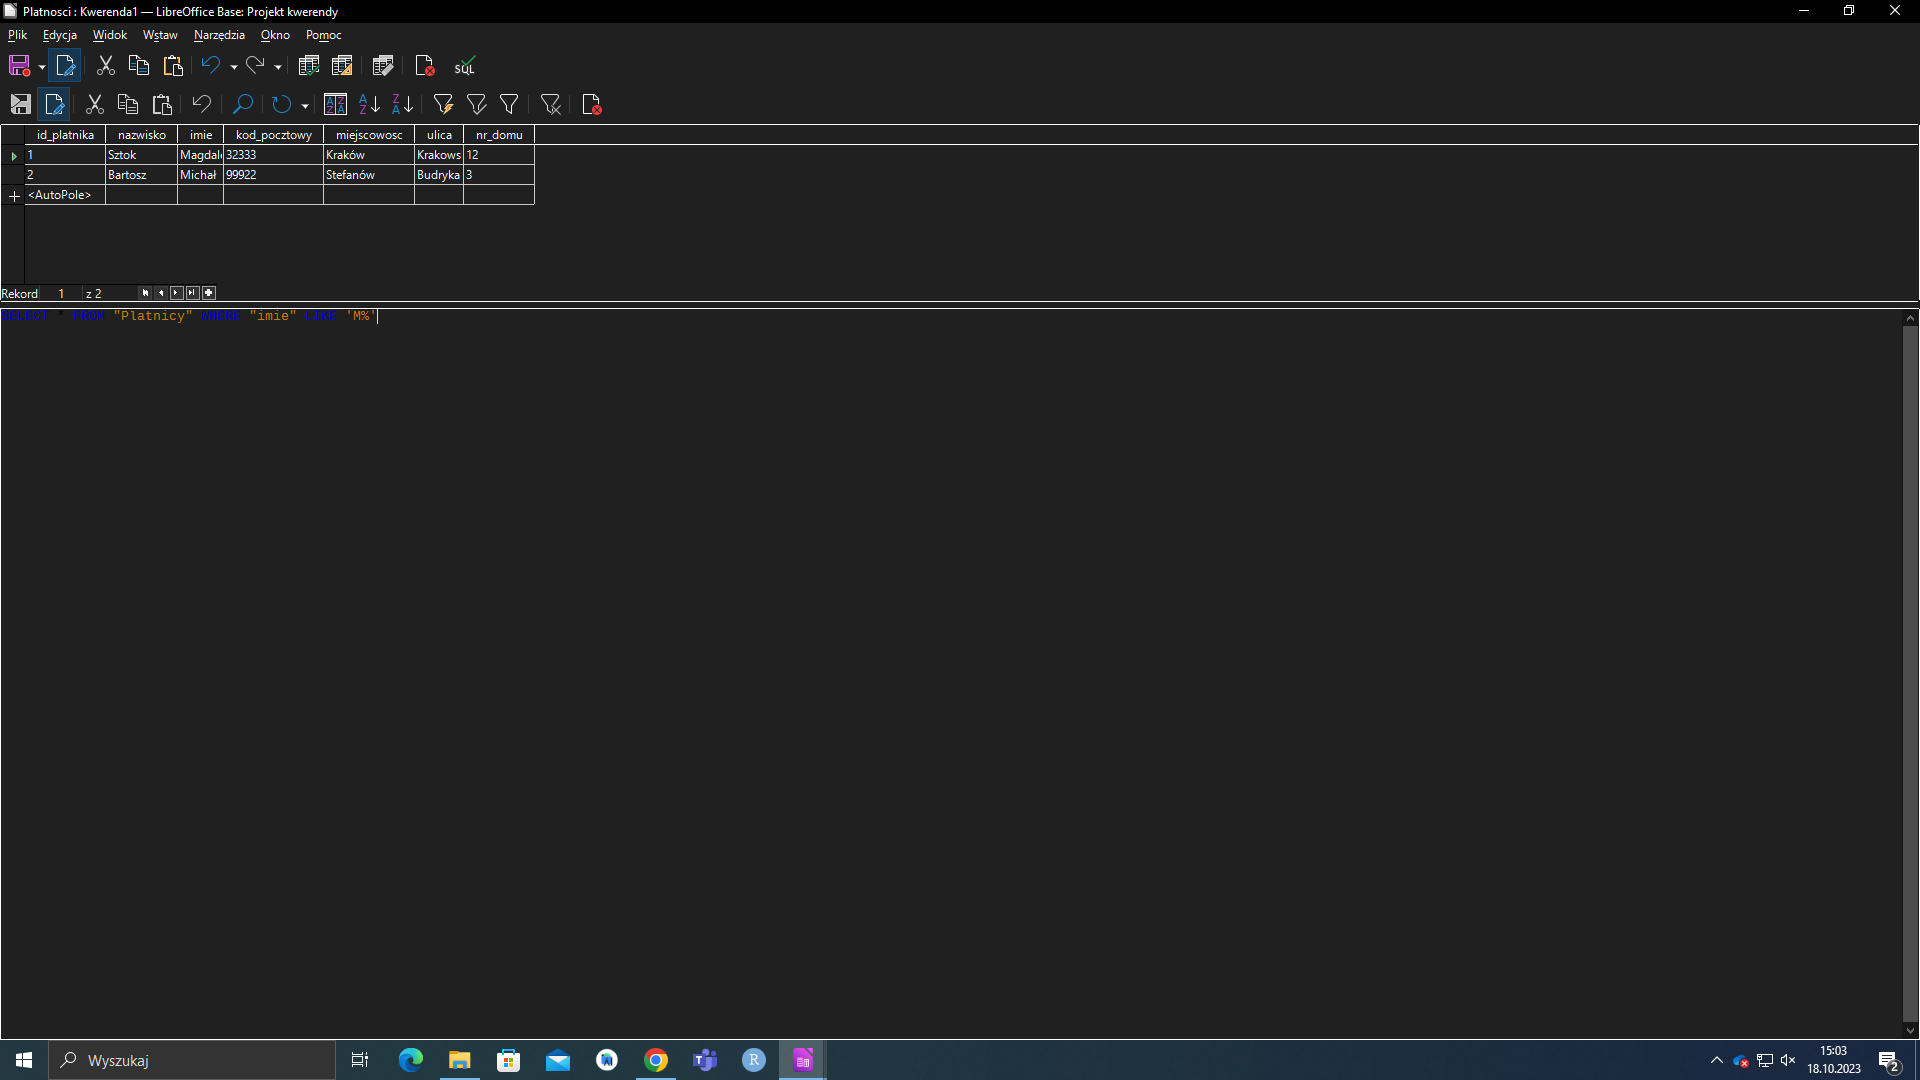 Platnosci : Kwerenda1 — LibreOffice Base: Projekt kwerendy
Plik Edycja Widok Wstaw Narzędzia Okno Pomoc
SQL
id_platnika nazwisko imie kod_pocztowy miejscowosc ulica nr_domu
1 Sztok Magdal 32333 Kraków Krakows 12
2 Bartosz Michał 99922 Stefanów Budryka 3
<AutoPole>
Rekord 1 z 2
SELECT * FROM "Platnicy" WHERE "imie" LIKE 'M%'
Wyszukaj
15:03
18.10.2023
2